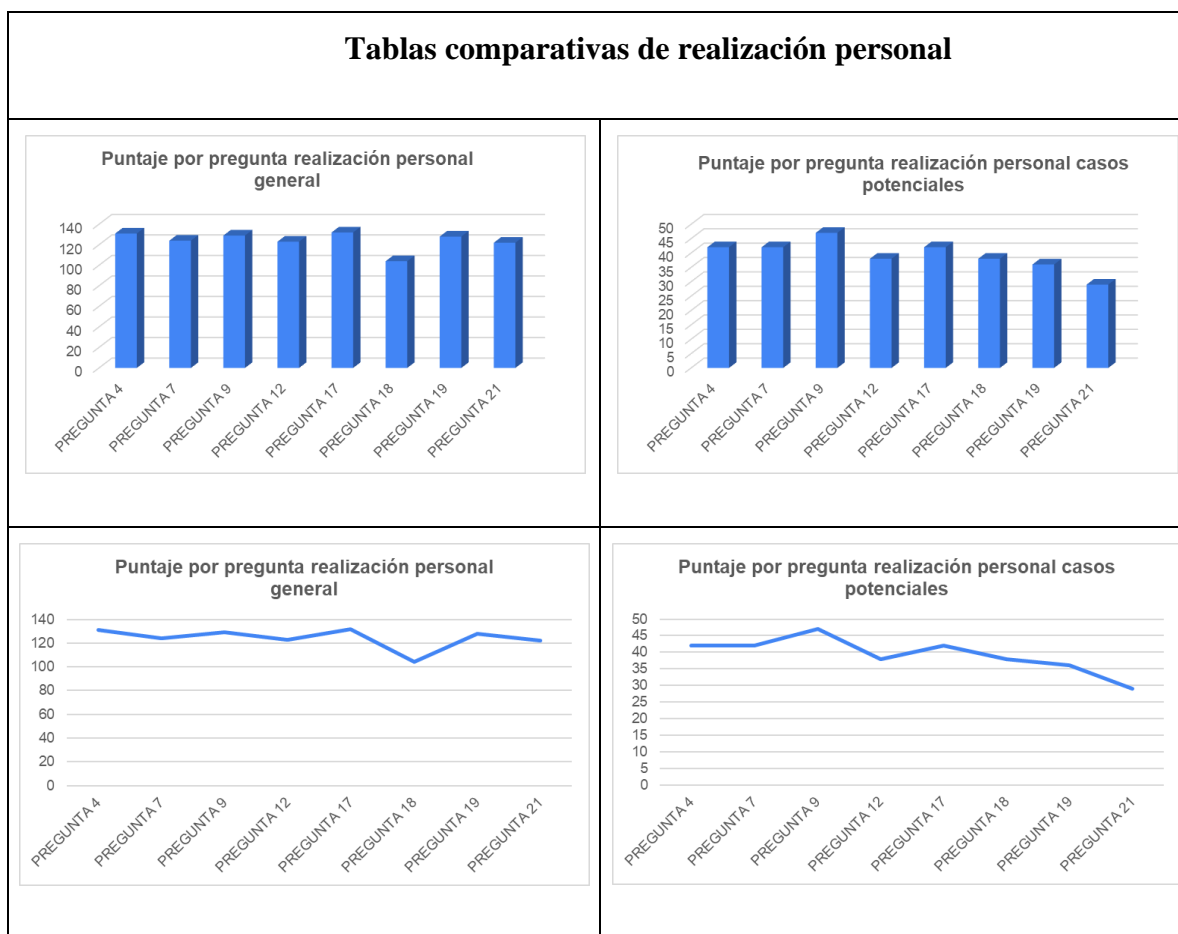 Tablas comparativas de realización personal
Puntaje por pregunta realización personal
general
140
120
100
80
60
40
20
0
PREGUNTA 4
PREGUNTA 7
PREGUNTA 9
PREGUNTA 12
PREGUNTA 17
PREGUNTA 18
PREGUNTA 19
PREGUNTA 21
Puntaje por pregunta realización personal casos
potenciales
50
45
40
35
30
25
20
15
10
5
0
PREGUNTA 4
PREGUNTA 7
PREGUNTA 9
PREGUNTA 12
PREGUNTA 17
PREGUNTA 18
PREGUNTA 19
PREGUNTA 21
Puntaje por pregunta realización personal
general
140
120
100
80
60
40
20
0
PREGUNTA 4
PREGUNTA 7
PREGUNTA 9
PREGUNTA 12
PREGUNTA 17
PREGUNTA 18
PREGUNTA 19
PREGUNTA 21
Puntaje por pregunta realización personal casos
potenciales
50
45
40
35
30
25
20
15
10
5
0
PREGUNTA 4
PREGUNTA 7
PREGUNTA 9
PREGUNTA 12
PREGUNTA 17
PREGUNTA 18
PREGUNTA 19
PREGUNTA 21